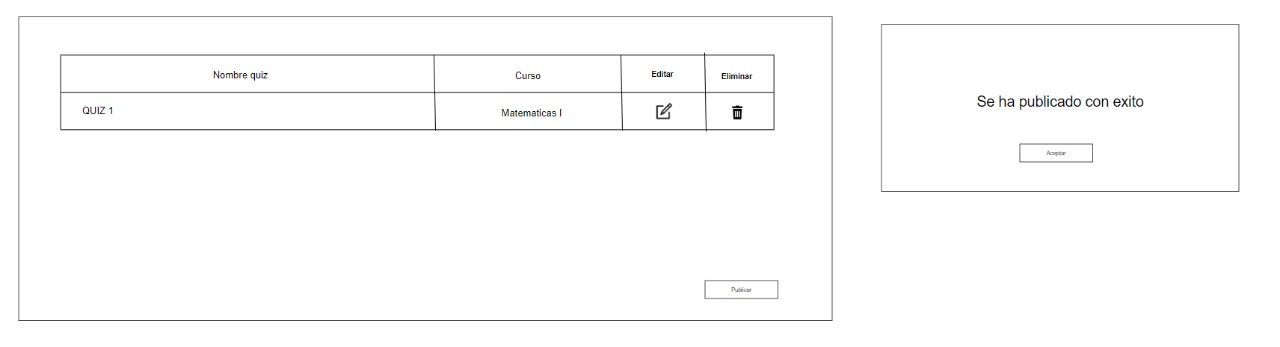 Nombre quiz
Curso
Editar
Eliminar
QUIZ 1
Matematicas I
Publicar
Se ha publicado con exito
Aceptar